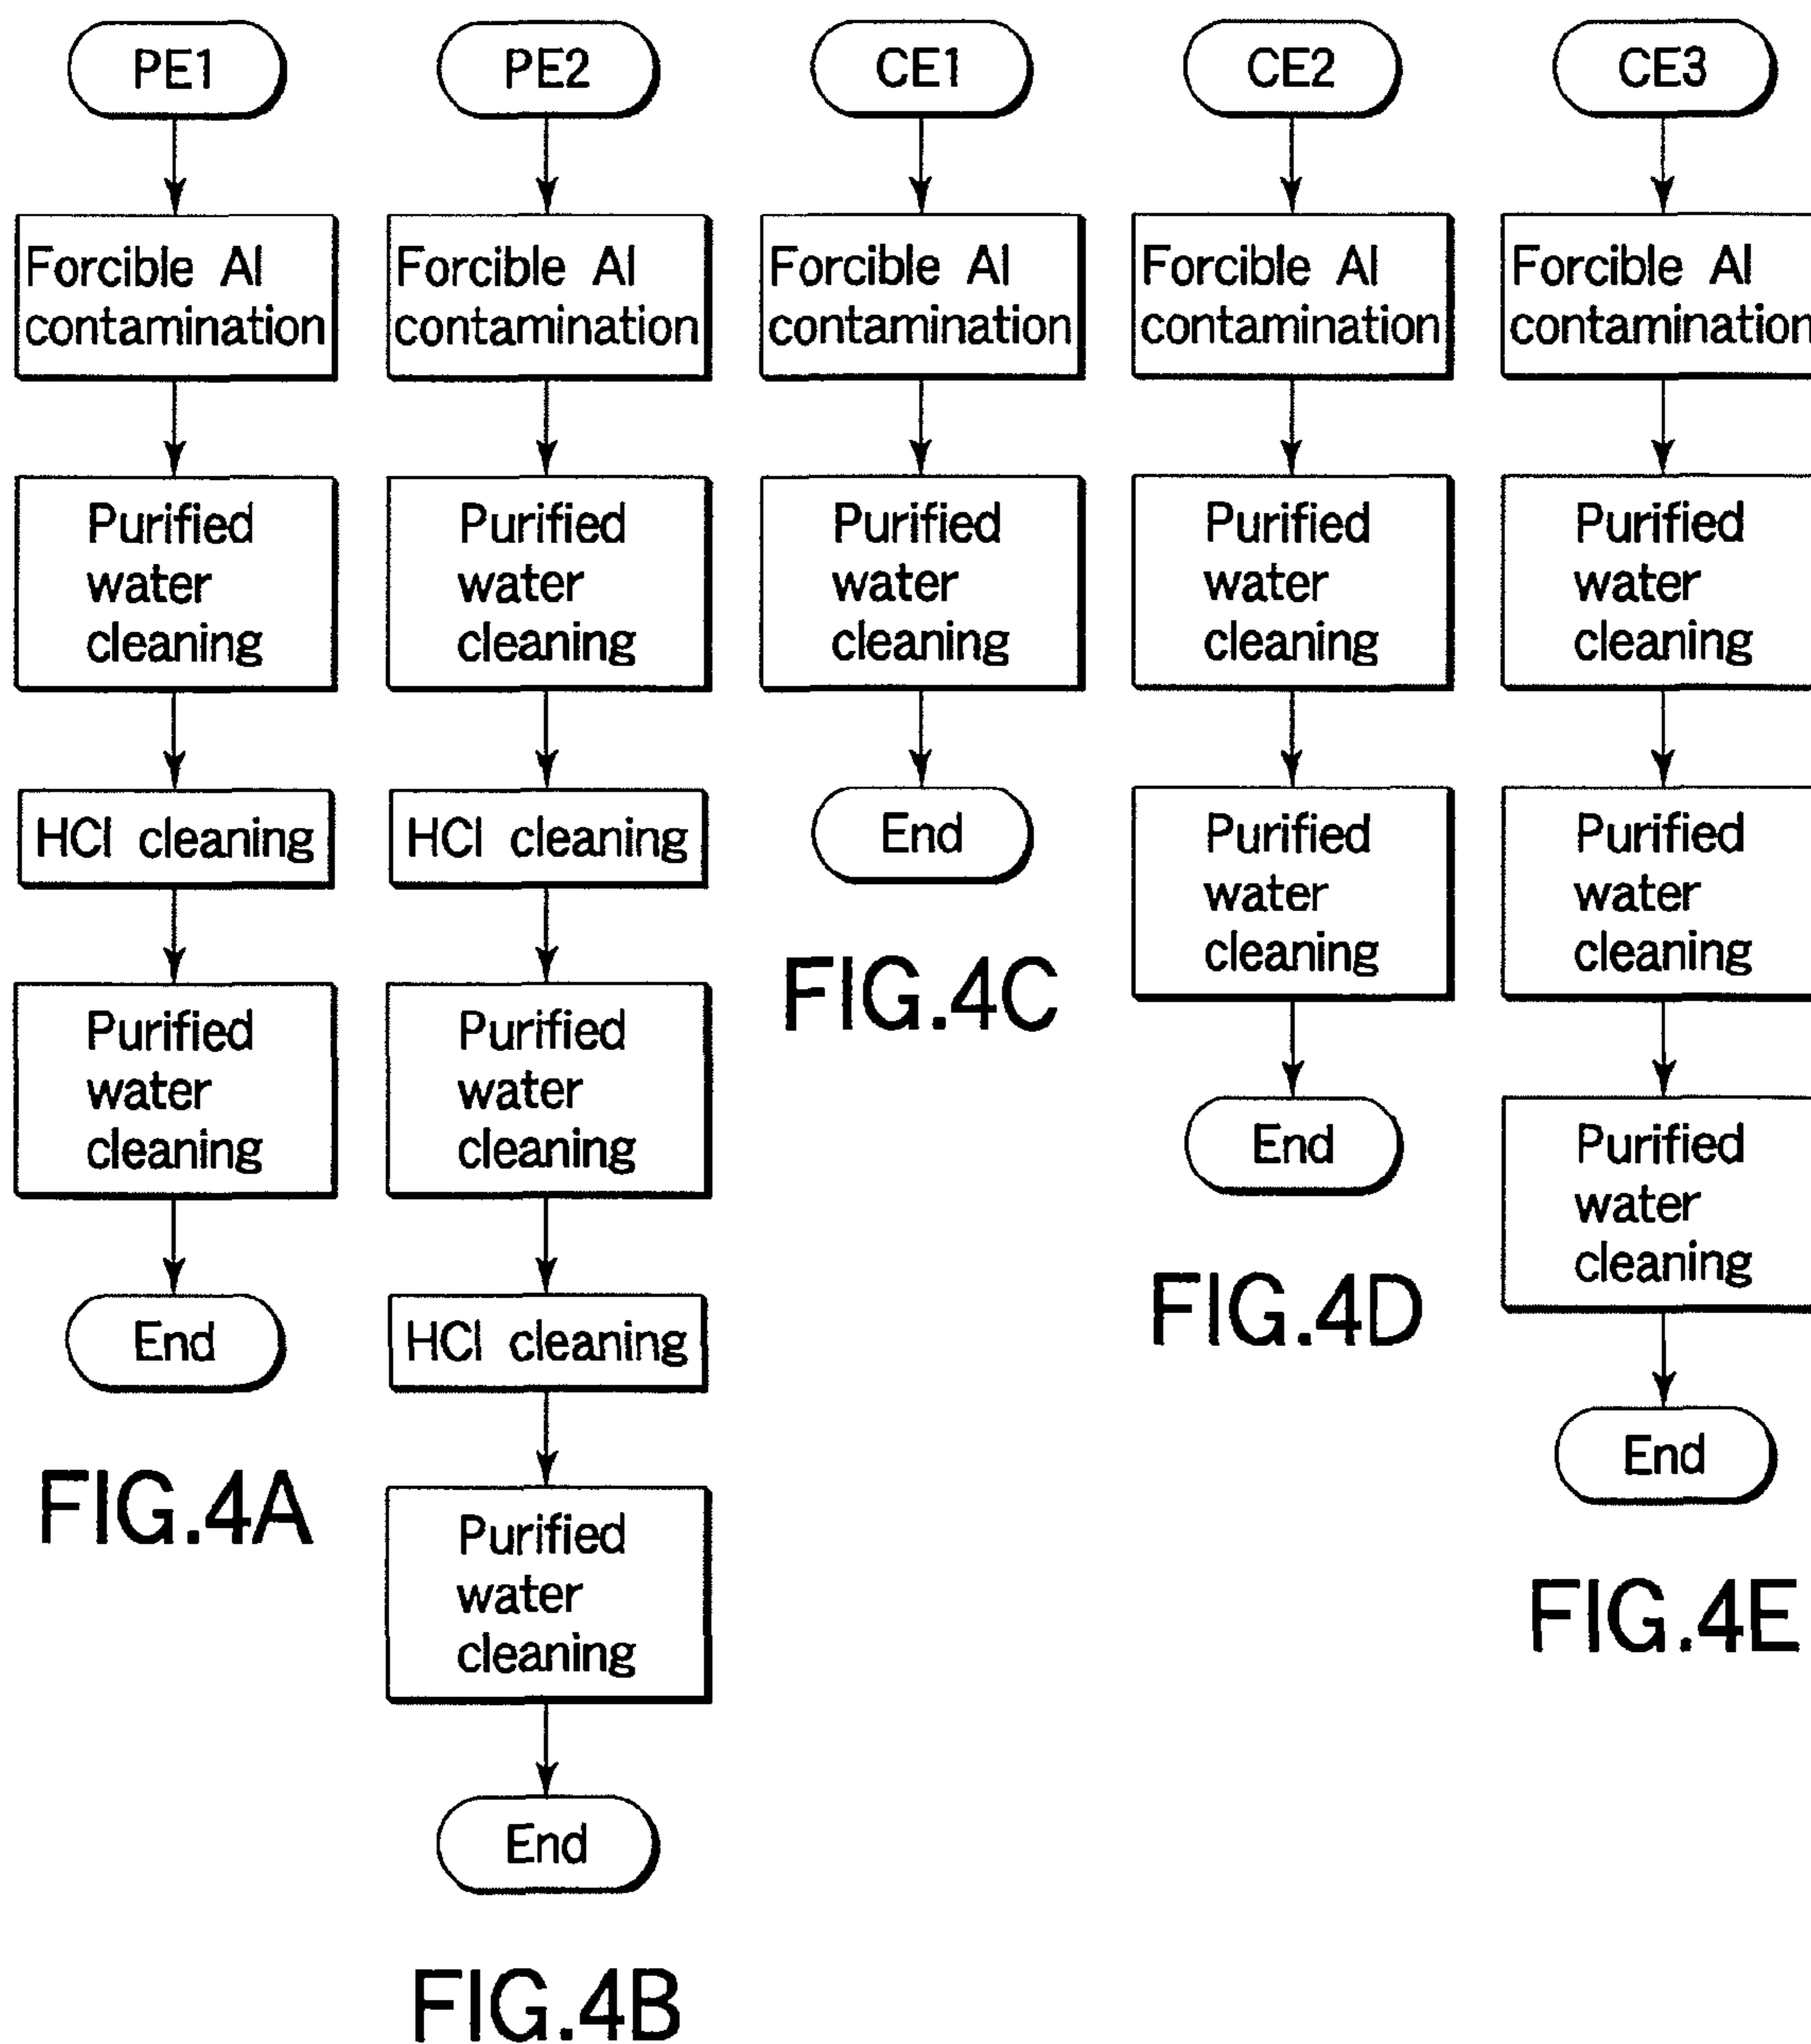 PE1
Forcible Al
contamination
Purified
water
cleaning
HCl cleaning
Purified
water
cleaning
End
FIG.4A
PE2
Forcible Al
contamination
Purified
water
cleaning
HCl cleaning
Purified
water
cleaning
HCl cleaning
Purified
water
cleaning
End
FIG.4B
CE1
Forcible Al
contamination
Purified
water
cleaning
End
FIG.4C
CE2
Forcible Al
contamination
Purified
water
cleaning
Purified
water
cleaning
End
FIG.4D
CE3
Forcible Al
contamination
Purified
water
cleaning
Purified
water
cleaning
Purified
water
cleaning
End
FIG.4E